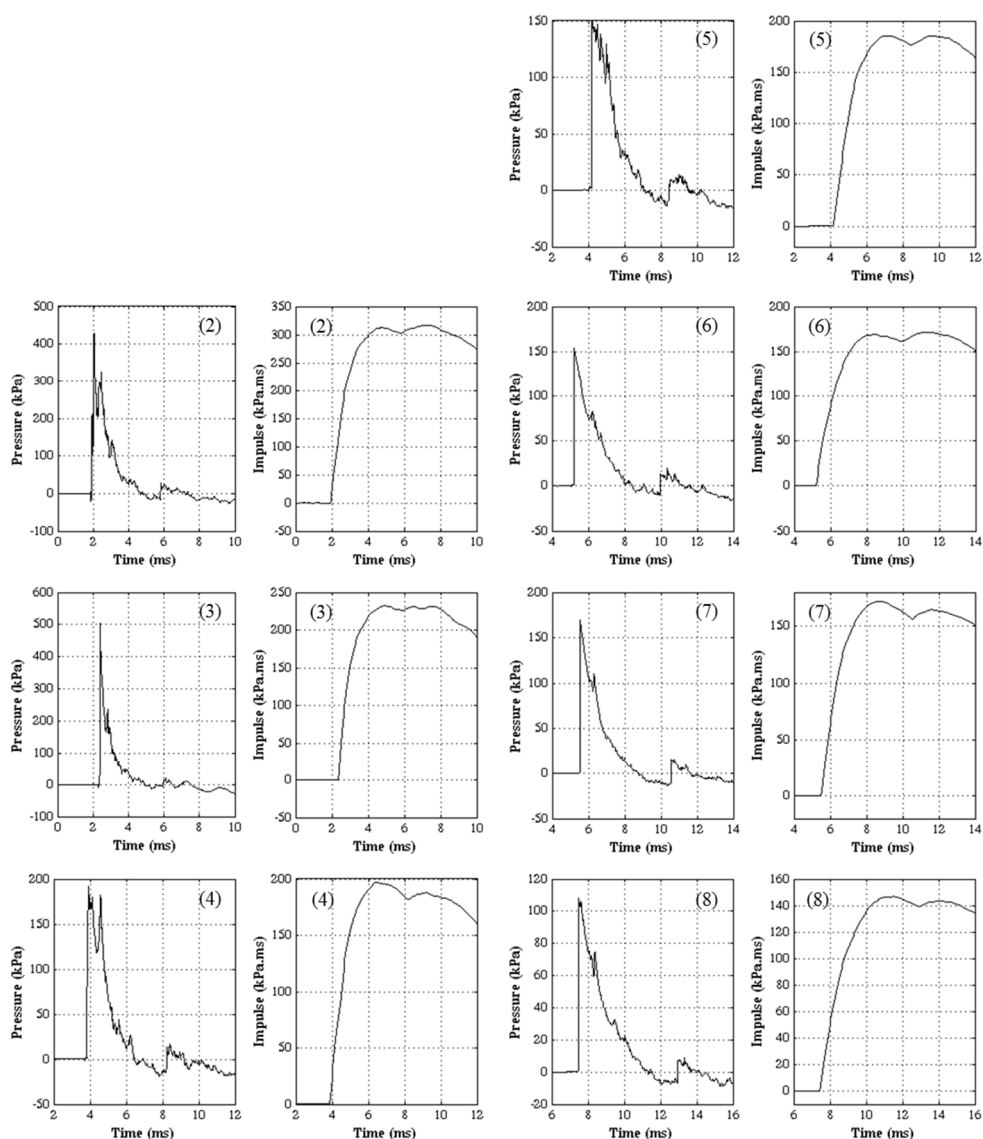 150
100
50
0
-50
Pressure (kPa)
(5)
2 4 6 8 10 12
Time (ms)
200
150
100
50
0
Impulse (kPa.ms)
(5)
2 4 6 8 10 12
Time (ms)
500
400
300
200
100
0
-100
Pressure (kPa)
(2)
0 2 4 6 8 10
Time (ms)
350
300
250
200
150
100
50
0
-50
Impulse (kPa.ms)
(2)
0 2 4 6 8 10
Time (ms)
200
150
100
50
0
-50
Pressure (kPa)
(6)
4 6 8 10 12 14
Time (ms)
200
150
100
50
0
-50
Impulse (kPa.ms)
(6)
4 6 8 10 12 14
Time (ms)
600
500
400
300
200
100
0
-100
Pressure (kPa)
(3)
0 2 4 6 8 10
Time (ms)
250
200
150
100
50
0
-50
Impulse (kPa.ms)
(3)
0 2 4 6 8 10
Time (ms)
200
150
100
50
0
-50
Pressure (kPa)
(7)
4 6 8 10 12 14
Time (ms)
200
150
100
50
0
Impulse (kPa.ms)
(7)
4 6 8 10 12 14
Time (ms)
200
150
100
50
0
-50
Pressure (kPa)
(4)
2 4 6 8 10 12
Time (ms)
200
150
100
50
0
Impulse (kPa.ms)
(4)
2 4 6 8 10 12
Time (ms)
120
100
80
60
40
20
0
-20
Pressure (kPa)
(8)
6 8 10 12 14 16
Time (ms)
160
140
120
100
80
60
40
20
0
Impulse (kPa.ms)
(8)
6 8 10 12 14 16
Time (ms)